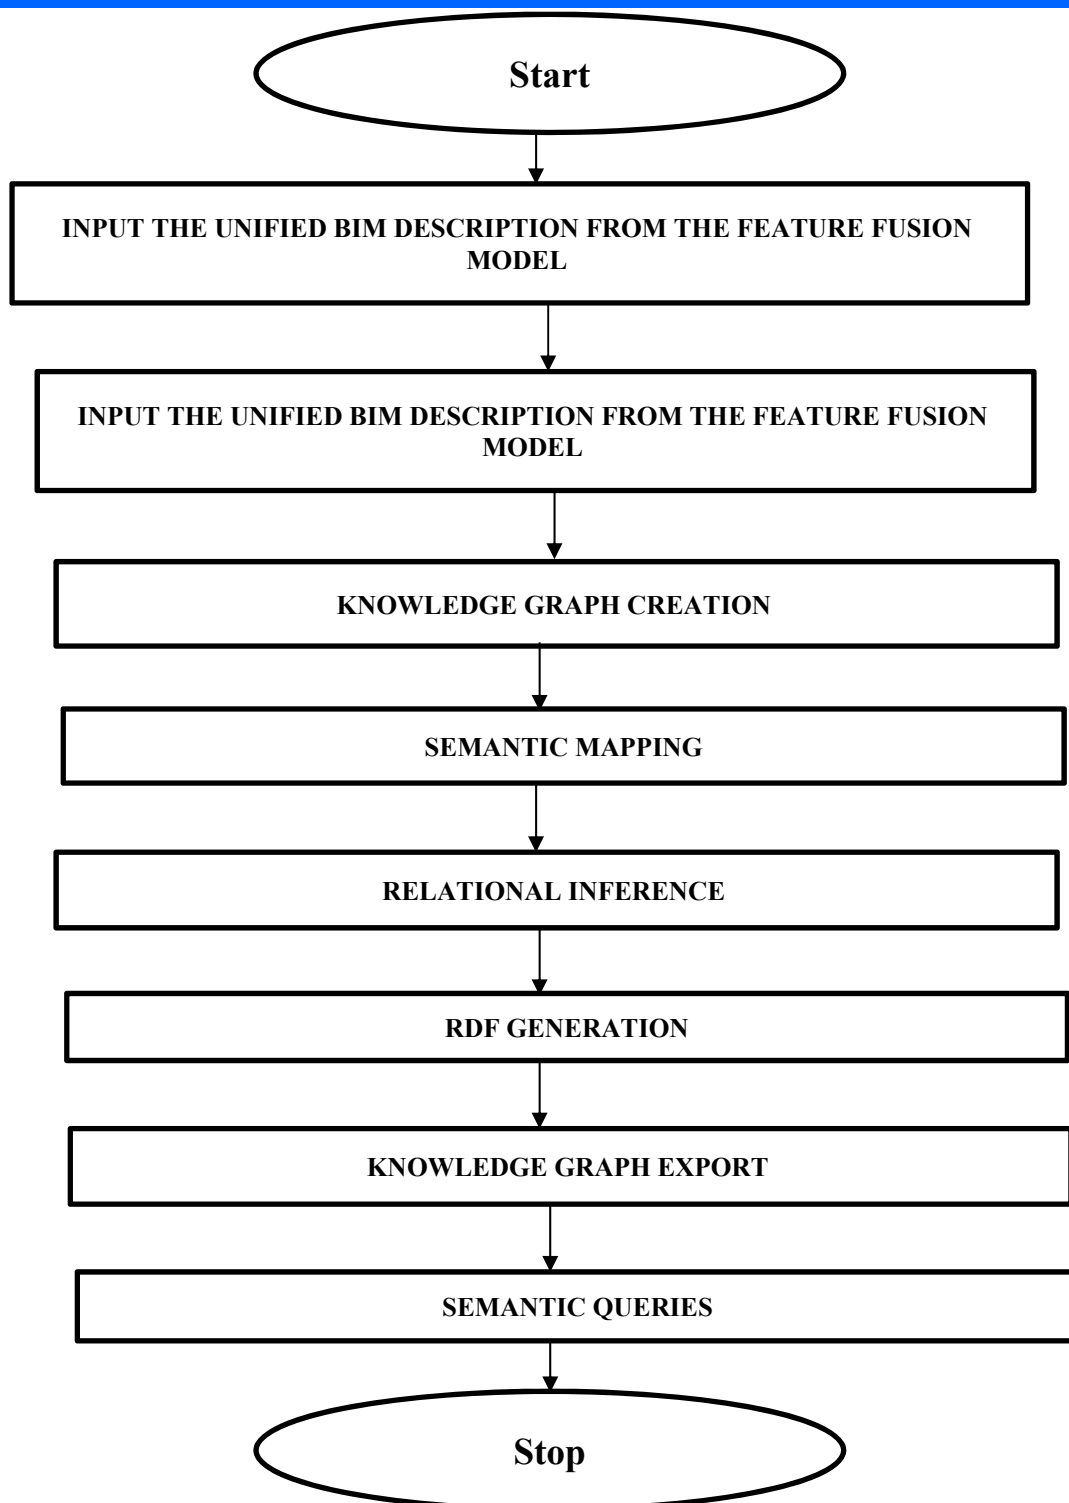 Start
INPUT THE UNIFIED BIM DESCRIPTION FROM THE FEATURE FUSION
MODEL
INPUT THE UNIFIED BIM DESCRIPTION FROM THE FEATURE FUSION
MODEL
KNOWLEDGE GRAPH CREATION
SEMANTIC MAPPING
RELATIONAL INFERENCE
RDF GENERATION
KNOWLEDGE GRAPH EXPORT
SEMANTIC QUERIES
Stop